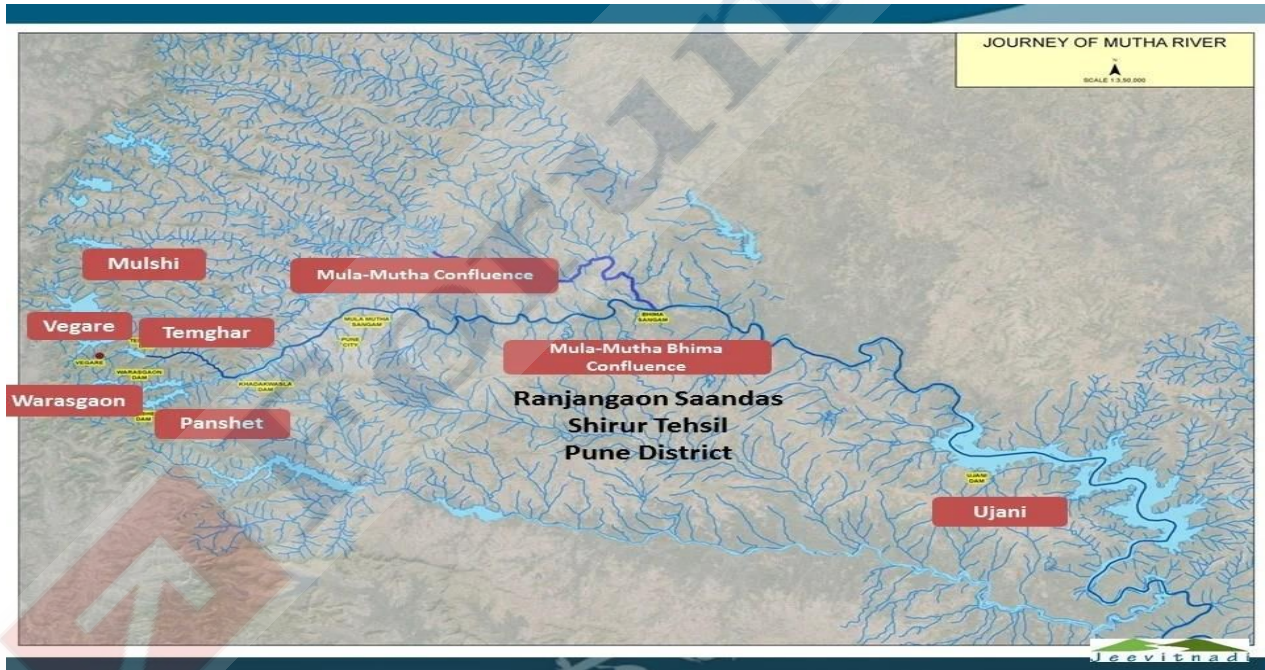 JOURNEY OF MUTHA RIVER
N
SCALE 1:3,50,000
Mulshi
Mula-Mutha Confluence
Vegare
Temghar
MULA MUTHA
SANGAM
BHIMA
SANGAM
PUNE
CITY
VEGARE
WARASGAON
DAM
KHADAKWASLA
DAM
Mula-Mutha Bhima
Confluence
Warasgaon
Panshet
DAM
Ranjangaon Saandas
Shirur Tehsil
Pune District
UJANI
DAM
Ujani
Jeevitnadi